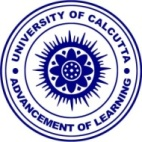 UNIVERSITY OF CALCUTTA
ADVANCEMENT OF LEARNING